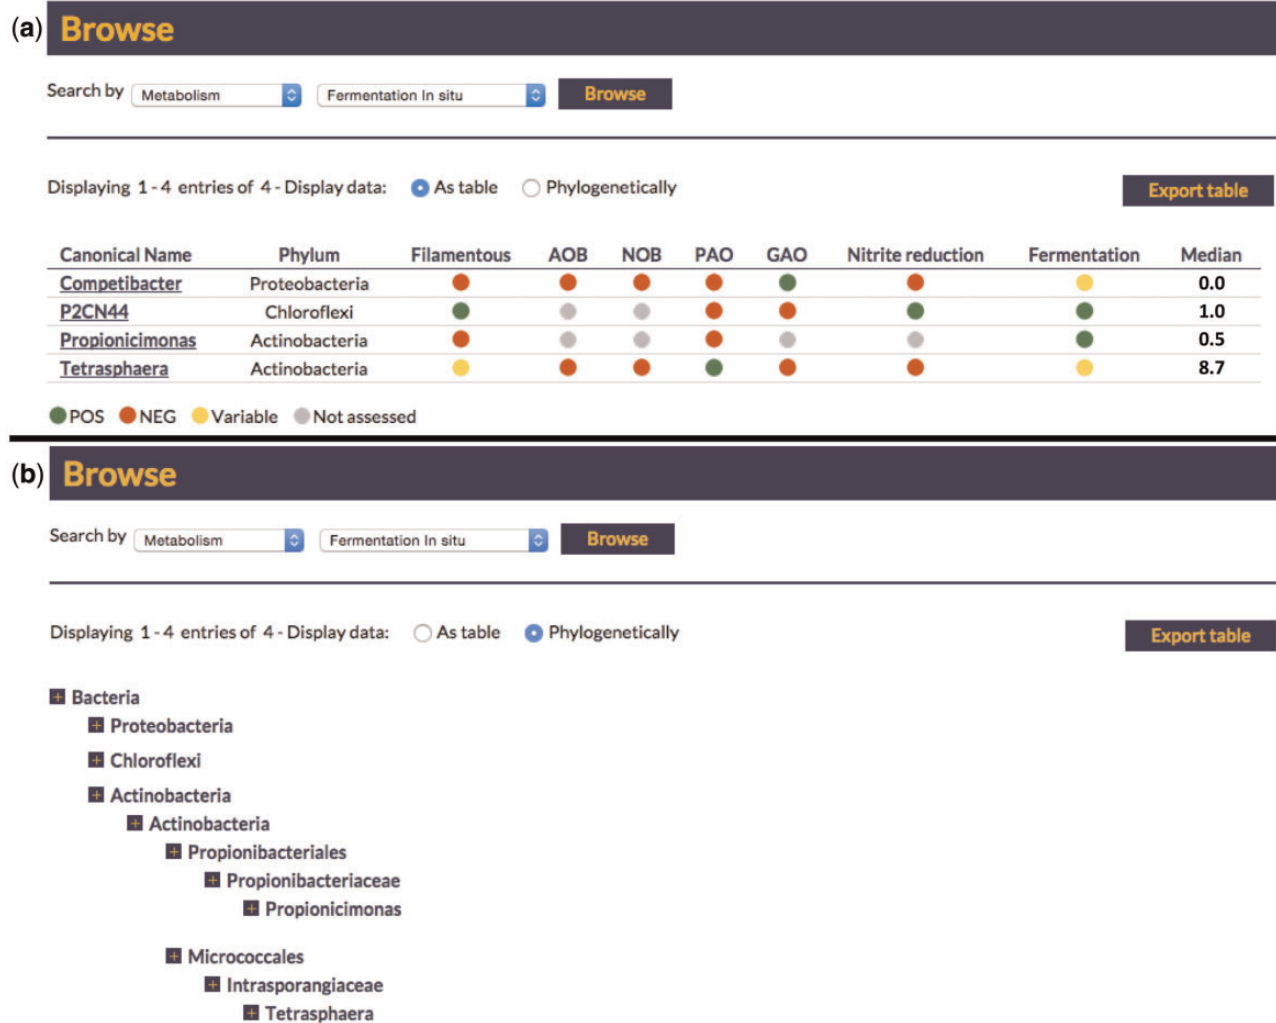 (a) Browse
Search by Metabolism Fermentation In situ Browse
Displaying 1 - 4 entries of 4 - Display data: As table Phylogenetically Export table
Canonical Name Phylum Filamentous AOB NOB PAO GAO Nitrite reduction Fermentation Median
Competibacter Proteobacteria 0.0
P2CN44 Chloroflexi 1.0
Propionicimonas Actinobacteria 0.5
Tetrasphaera Actinobacteria 8.7
POS NEG Variable Not assessed
(b) Browse
Search by Metabolism Fermentation In situ Browse
Displaying 1 - 4 entries of 4 - Display data: As table Phylogenetically Export table
Bacteria
Proteobacteria
Chloroflexi
Actinobacteria
Actinobacteria
Propionibacteriales
Propionibacteriaceae
Propionicimonas
Micrococcales
Intrasporangiaceae
Tetrasphaera